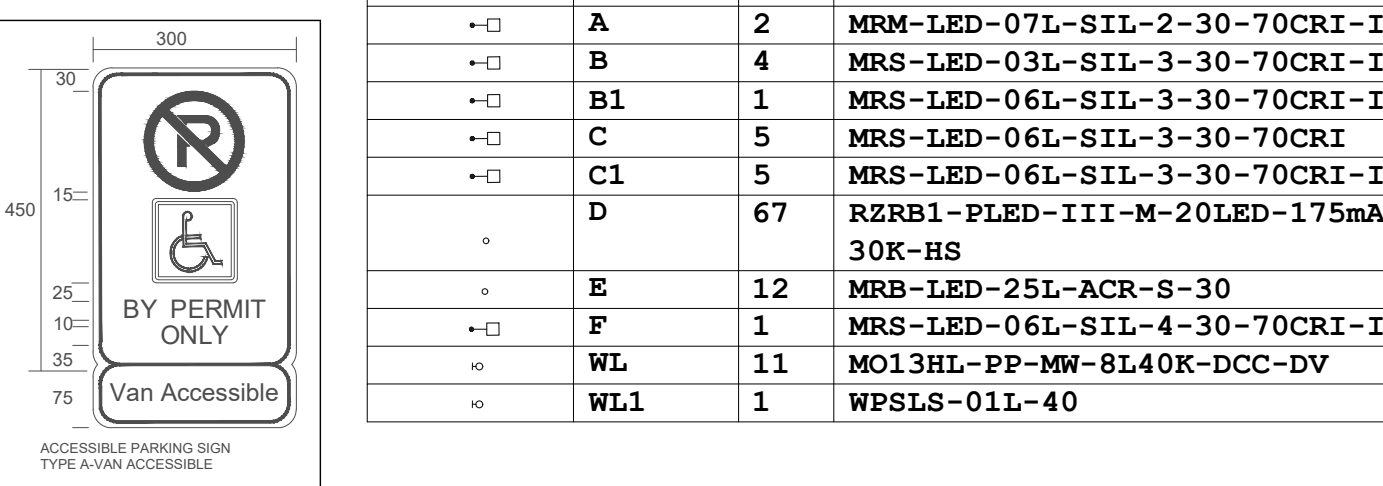 300
30
15
450
25
10
35
75
P
BY PERMIT
ONLY
Van Accessible
ACCESSIBLE PARKING SIGN
TYPE A-VAN ACCESSIBLE
A 2 MRM-LED-07L-SIL-2-30-70CRI-I
B 4 MRS-LED-03L-SIL-3-30-70CRI-I
B1 1 MRS-LED-06L-SIL-3-30-70CRI-I
C 5 MRS-LED-06L-SIL-3-30-70CRI
C1 5 MRS-LED-06L-SIL-3-30-70CRI-I
D 67 RZRB1-PLED-III-M-20LED-175mA
30K-HS
E 12 MRB-LED-25L-ACR-S-30
F 1 MRS-LED-06L-SIL-4-30-70CRI-I
WL 11 MO13HL-PP-MW-8L40K-DCC-DV
WL1 1 WPSLS-01L-40